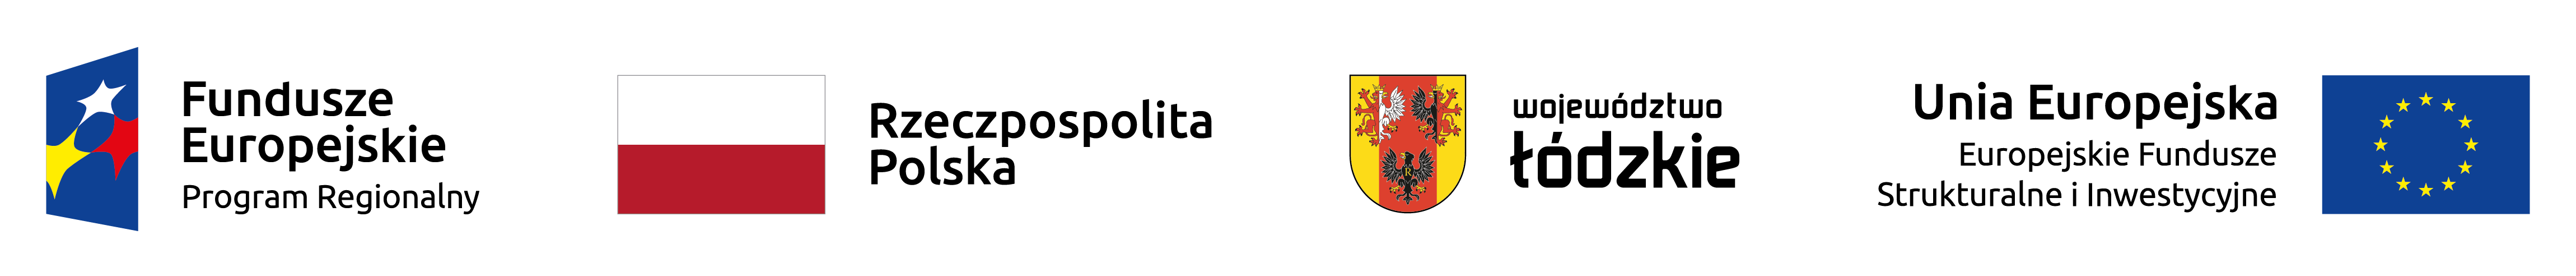 Fundusze
Europejskie
Program Regionalny
Rzeczpospolita
Polska
województwo
łódzkie
R
Unia Europejska
Europejskie Fundusze
Strukturalne i Inwestycyjne